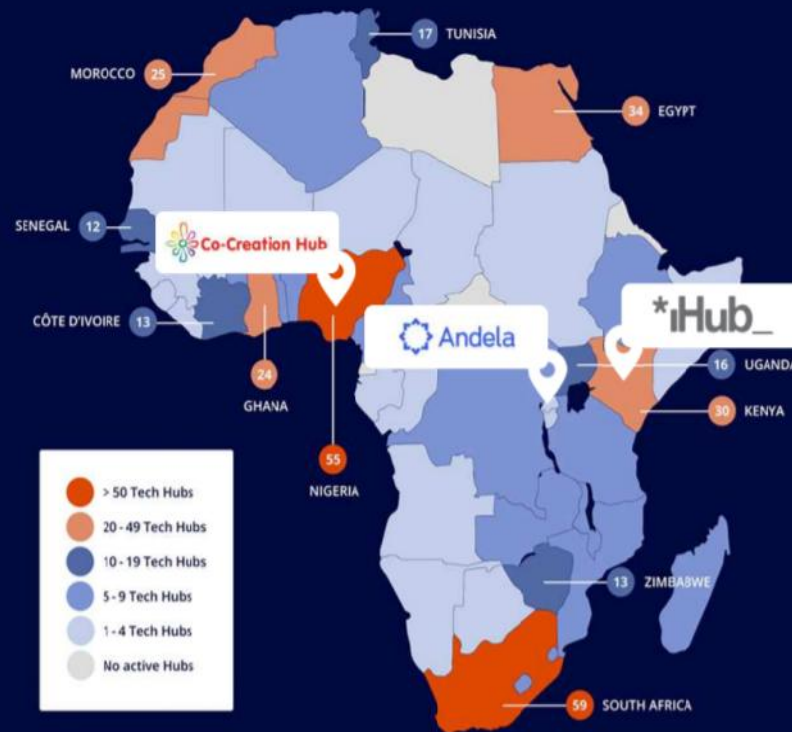 17 TUNISIA
MOROCCO 25
34 EGYPT
SENEGAL 12
Co-Creation Hub
*iHub_
Andela
CÔTE D'IVOIRE 13
16 UGANDA
24
GHANA
30 KENYA
55
NIGERIA
> 50 Tech Hubs
20 - 49 Tech Hubs
10 - 19 Tech Hubs
5 - 9 Tech Hubs
1 - 4 Tech Hubs
No active Hubs
13 ZIMBABWE
59 SOUTH AFRICA